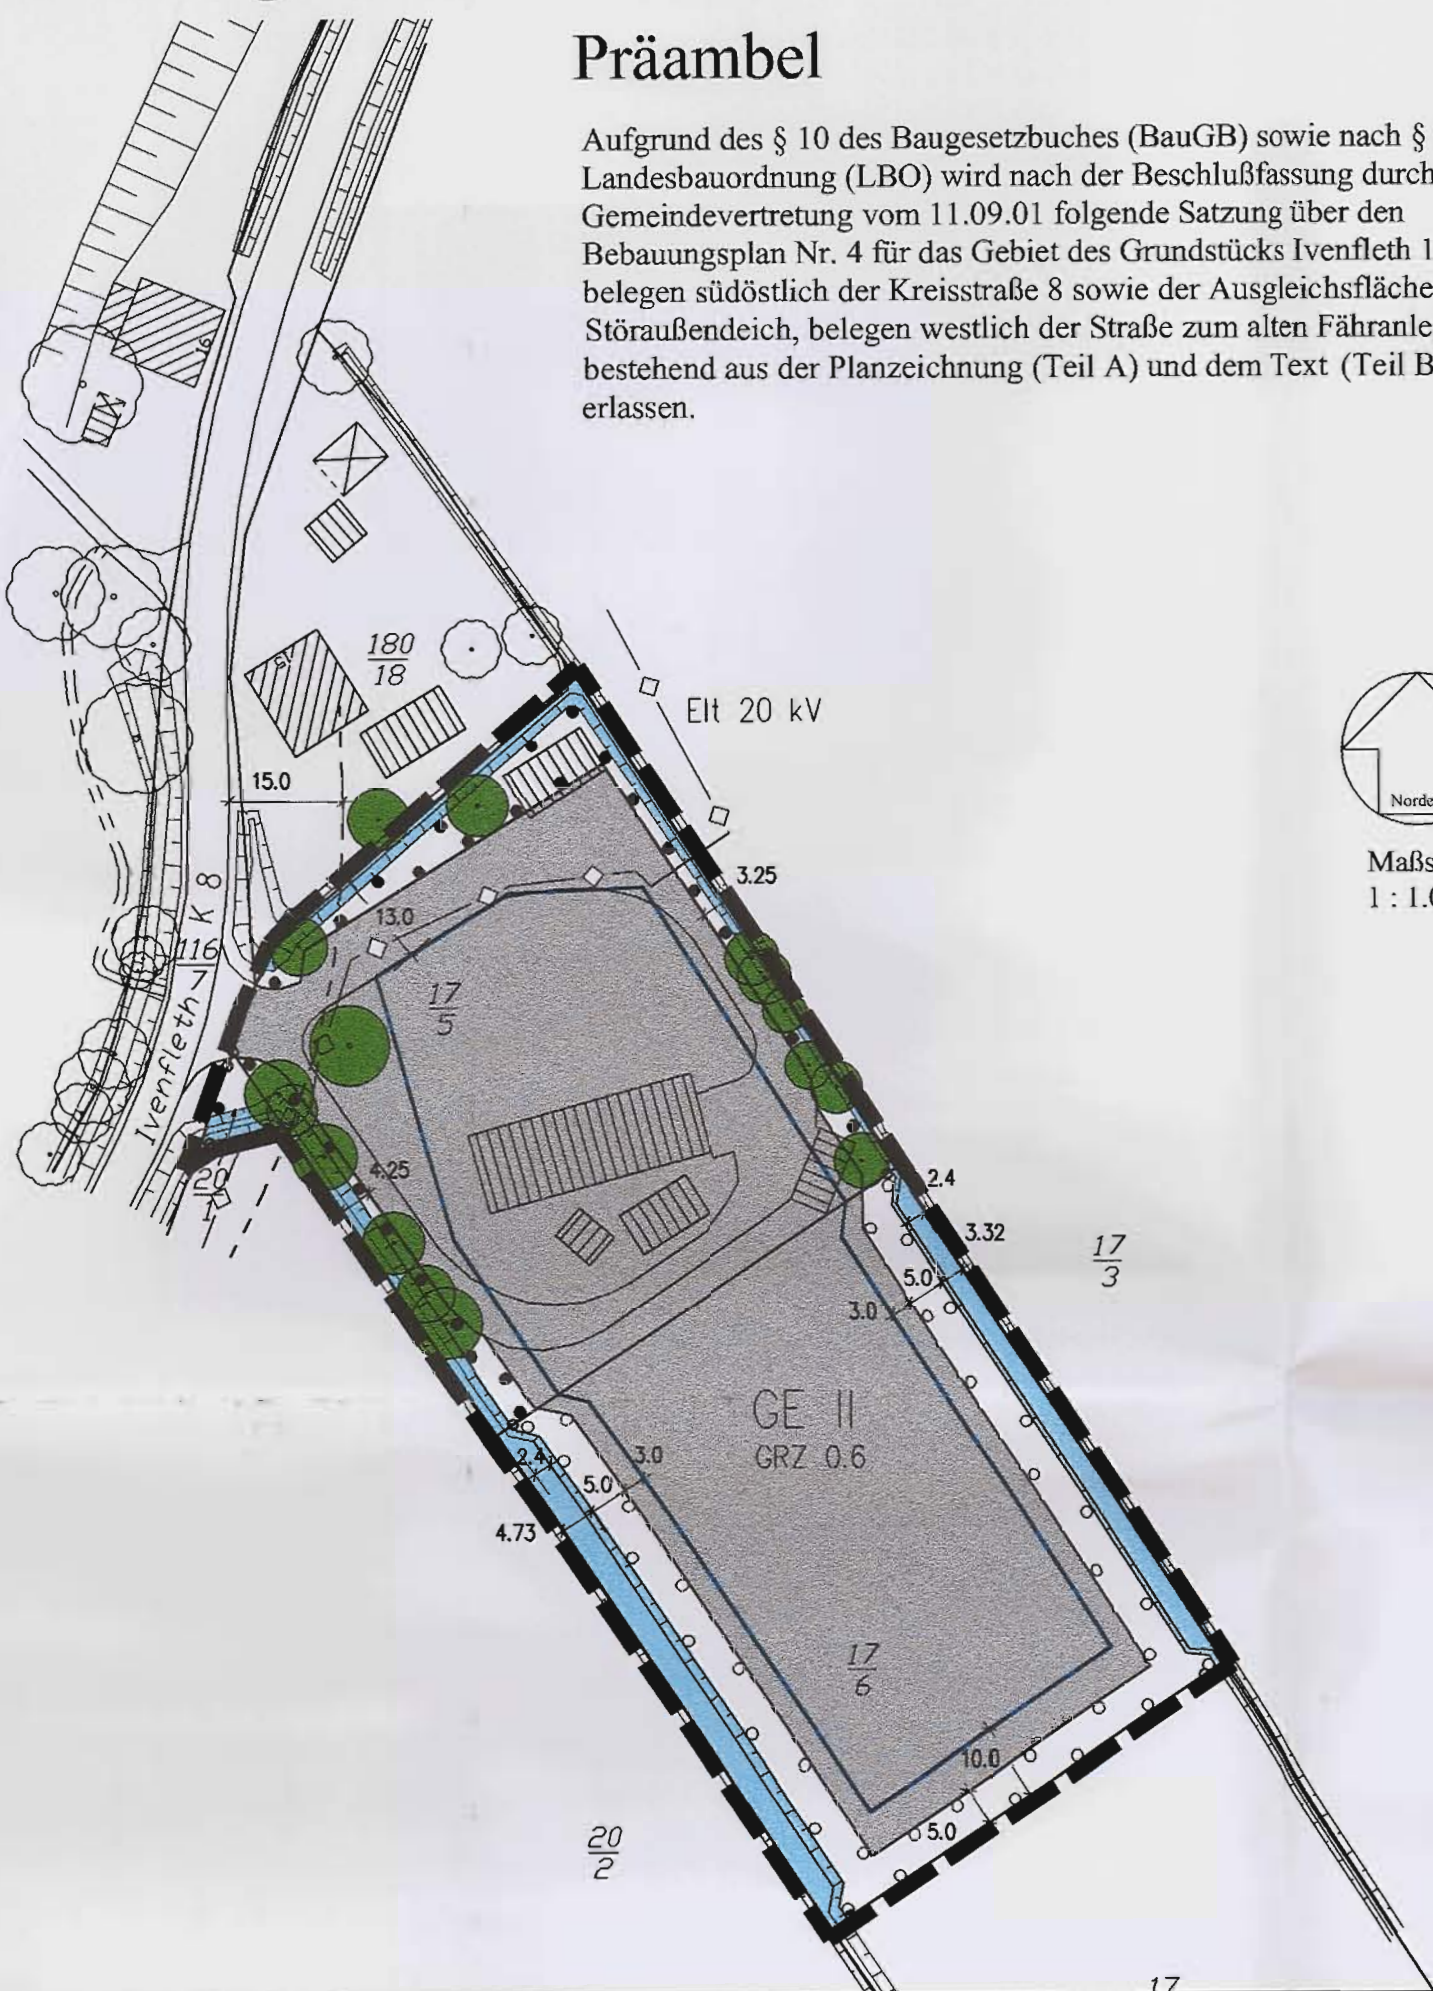 Präambel
Aufgrund des § 10 des Baugesetzbuches (BauGB) sowie nach §
Landesbauordnung (LBO) wird nach der Beschlußfassung durch
Gemeindevertretung vom 11.09.01 folgende Satzung über den
Bebauungsplan Nr. 4 für das Gebiet des Grundstücks Ivenfleth 1
belegen südöstlich der Kreisstraße 8 sowie der Ausgleichsfläche
Störaußendeich, belegen westlich der Straße zum alten Fähranle
bestehend aus der Planzeichnung (Teil A) und dem Text (Teil B
erlassen.
16
15
180
18
Elt 20 kV
15.0
Norde
Maßs
1 : 1.0
3.25
13.0
K 8
116
7
17
5
Ivenfleth
4.25
20
1
2.4
3.32
17
3
5.0
3.0
GE II
GRZ 0.6
2.4
3.0
5.0
4.73
17
6
10.0
5.0
20
2
17